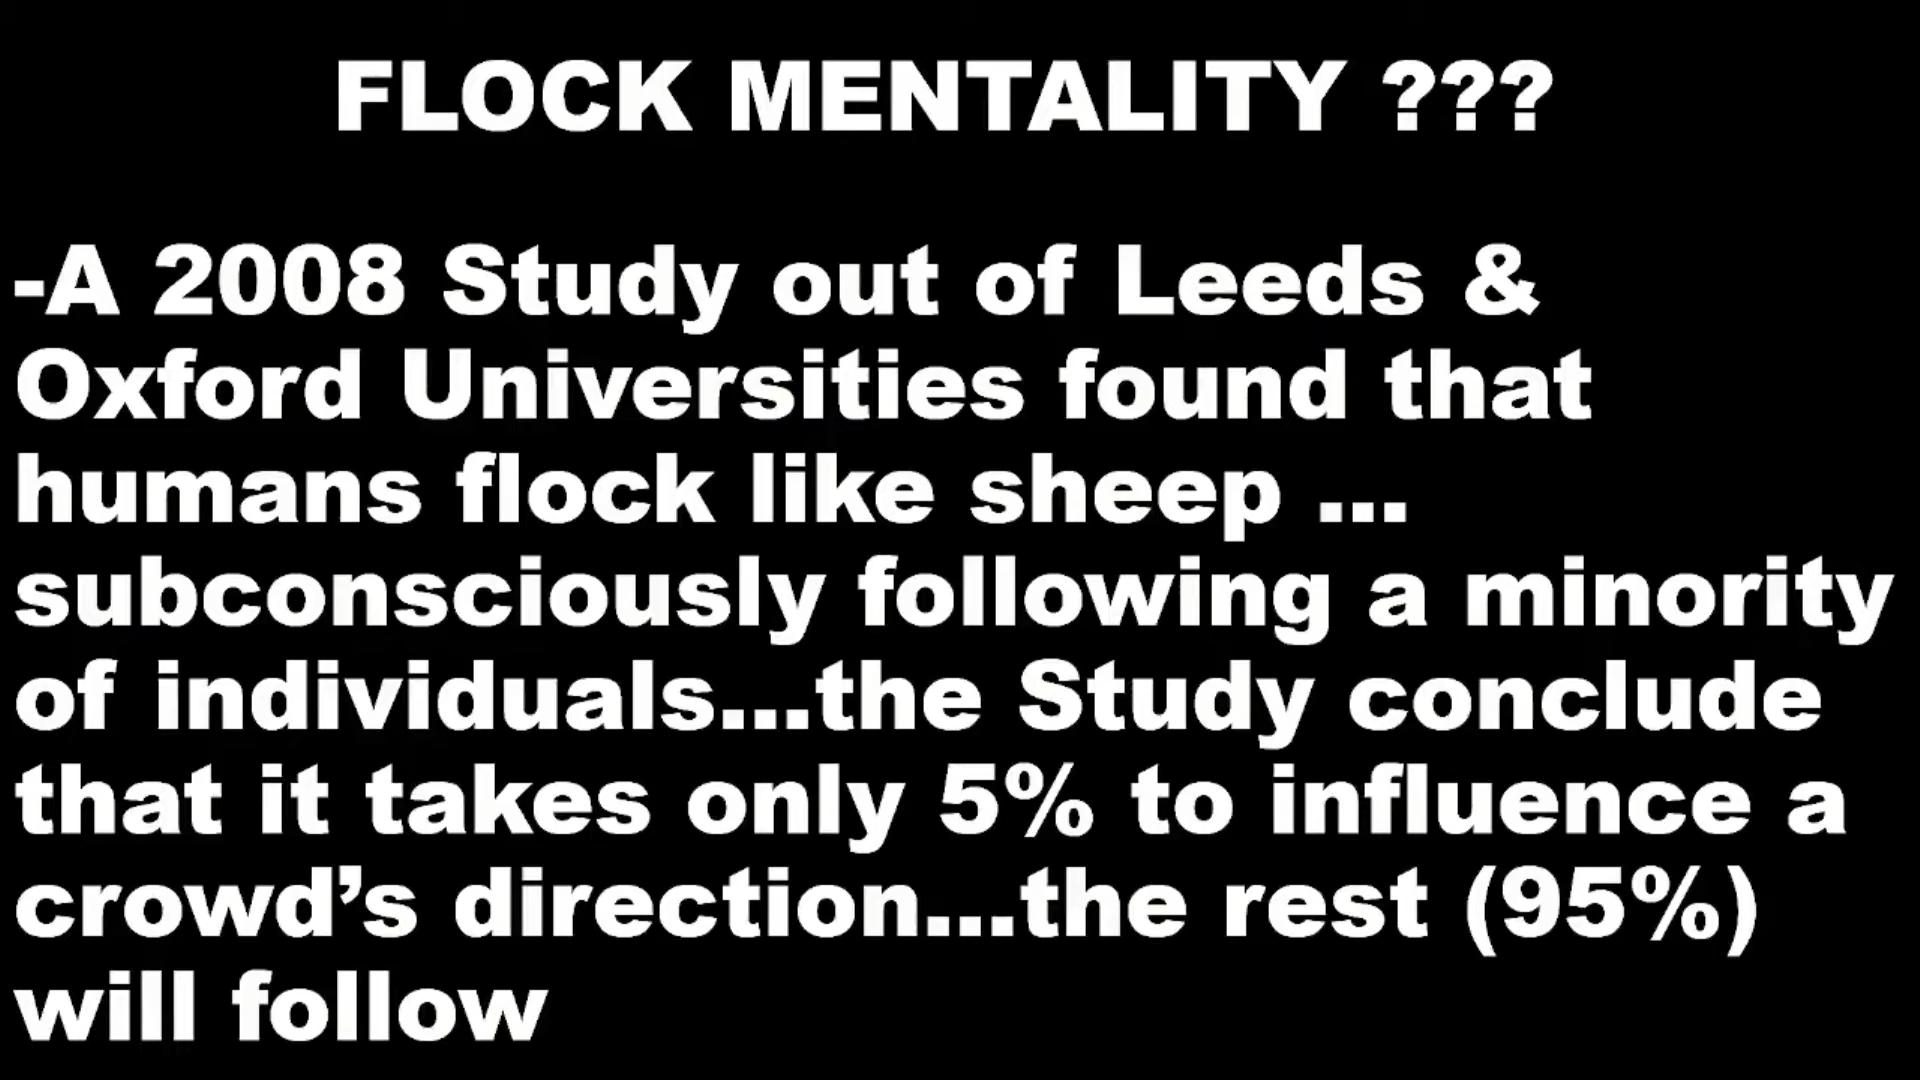 FLOCK MENTALITY ???
-A 2008 Study out of Leeds &
Oxford Universities found that
humans flock like sheep ...
subconsciously following a minority
of individuals...the Study conclude
that it takes only 5% to influence a
crowd’s direction...the rest (95%)
will follow